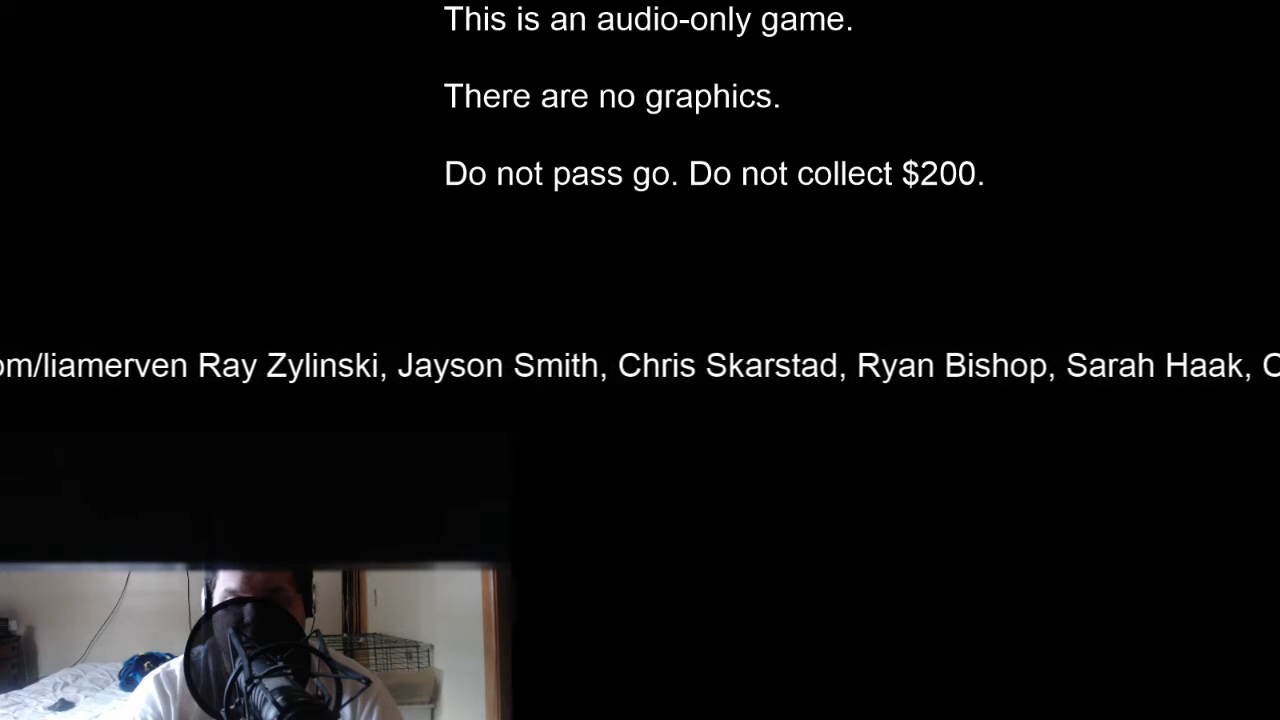 This is an audio-only game.
There are no graphics.
Do not pass go. Do not collect $200.
om/liamerven Ray Zylinski, Jayson Smith, Chris Skarstad, Ryan Bishop, Sarah Haak,